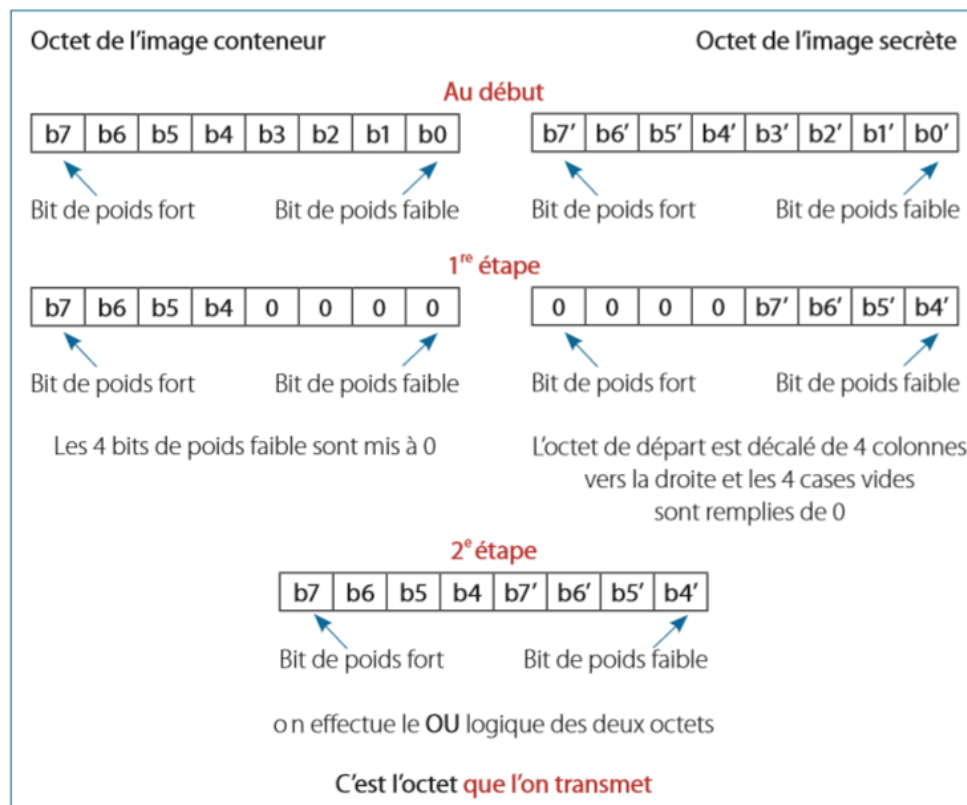 Octet de l'image conteneur Octet de l'image secrète
Au début
b7 b6 b5 b4 b3 b2 b1 b0 b7' b6' b5' b4' b3' b2' b1' b0'
Bit de poids fort Bit de poids faible Bit de poids fort Bit de poids faible
1re étape
b7 b6 b5 b4 0 0 0 0 0 0 0 0 b7' b6' b5' b4'
Bit de poids fort Bit de poids faible Bit de poids fort Bit de poids faible
Les 4 bits de poids faible sont mis à 0 L'octet de départ est décalé de 4 colonnes
vers la droite et les 4 cases vides
sont remplies de 0
2e étape
b7 b6 b5 b4 b7' b6' b5' b4'
Bit de poids fort Bit de poids faible
on effectue le OU logique des deux octets
C'est l'octet que l'on transmet